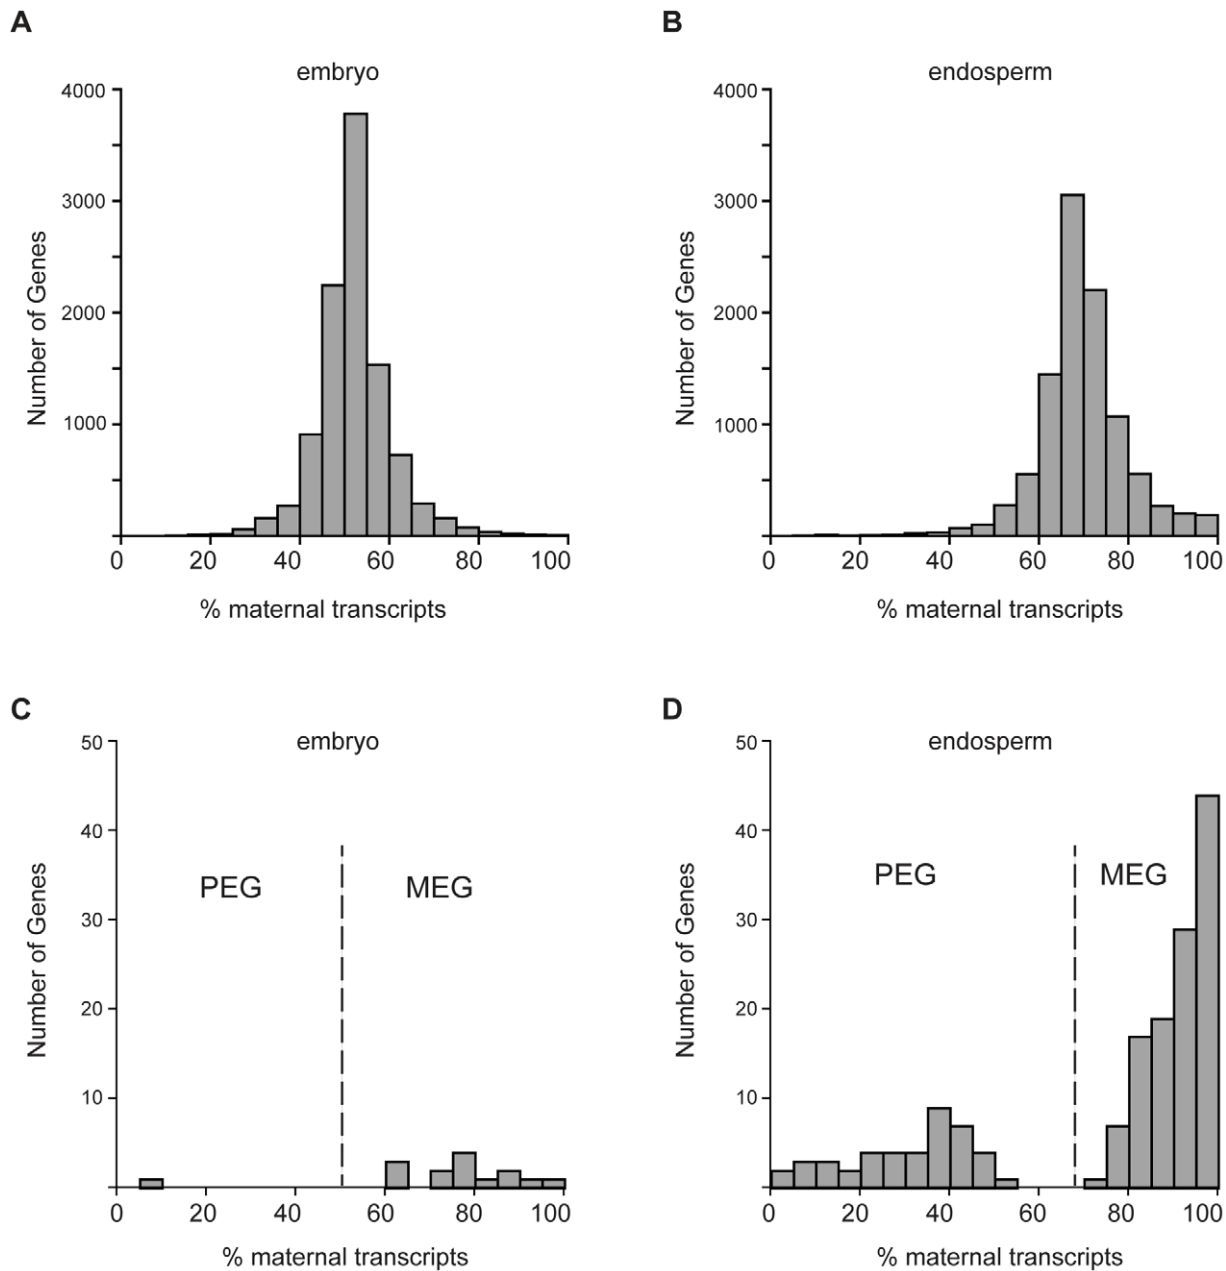 A
embryo
4000
3000
2000
1000
Number of Genes
0 20 40 60 80 100
% maternal transcripts
B
endosperm
4000
3000
2000
1000
Number of Genes
0 20 40 60 80 100
% maternal transcripts
C
embryo
50
40
30
20
10
Number of Genes
PEG MEG
0 20 40 60 80 100
% maternal transcripts
D
endosperm
50
40
30
20
10
Number of Genes
PEG MEG
0 20 40 60 80 100
% maternal transcripts